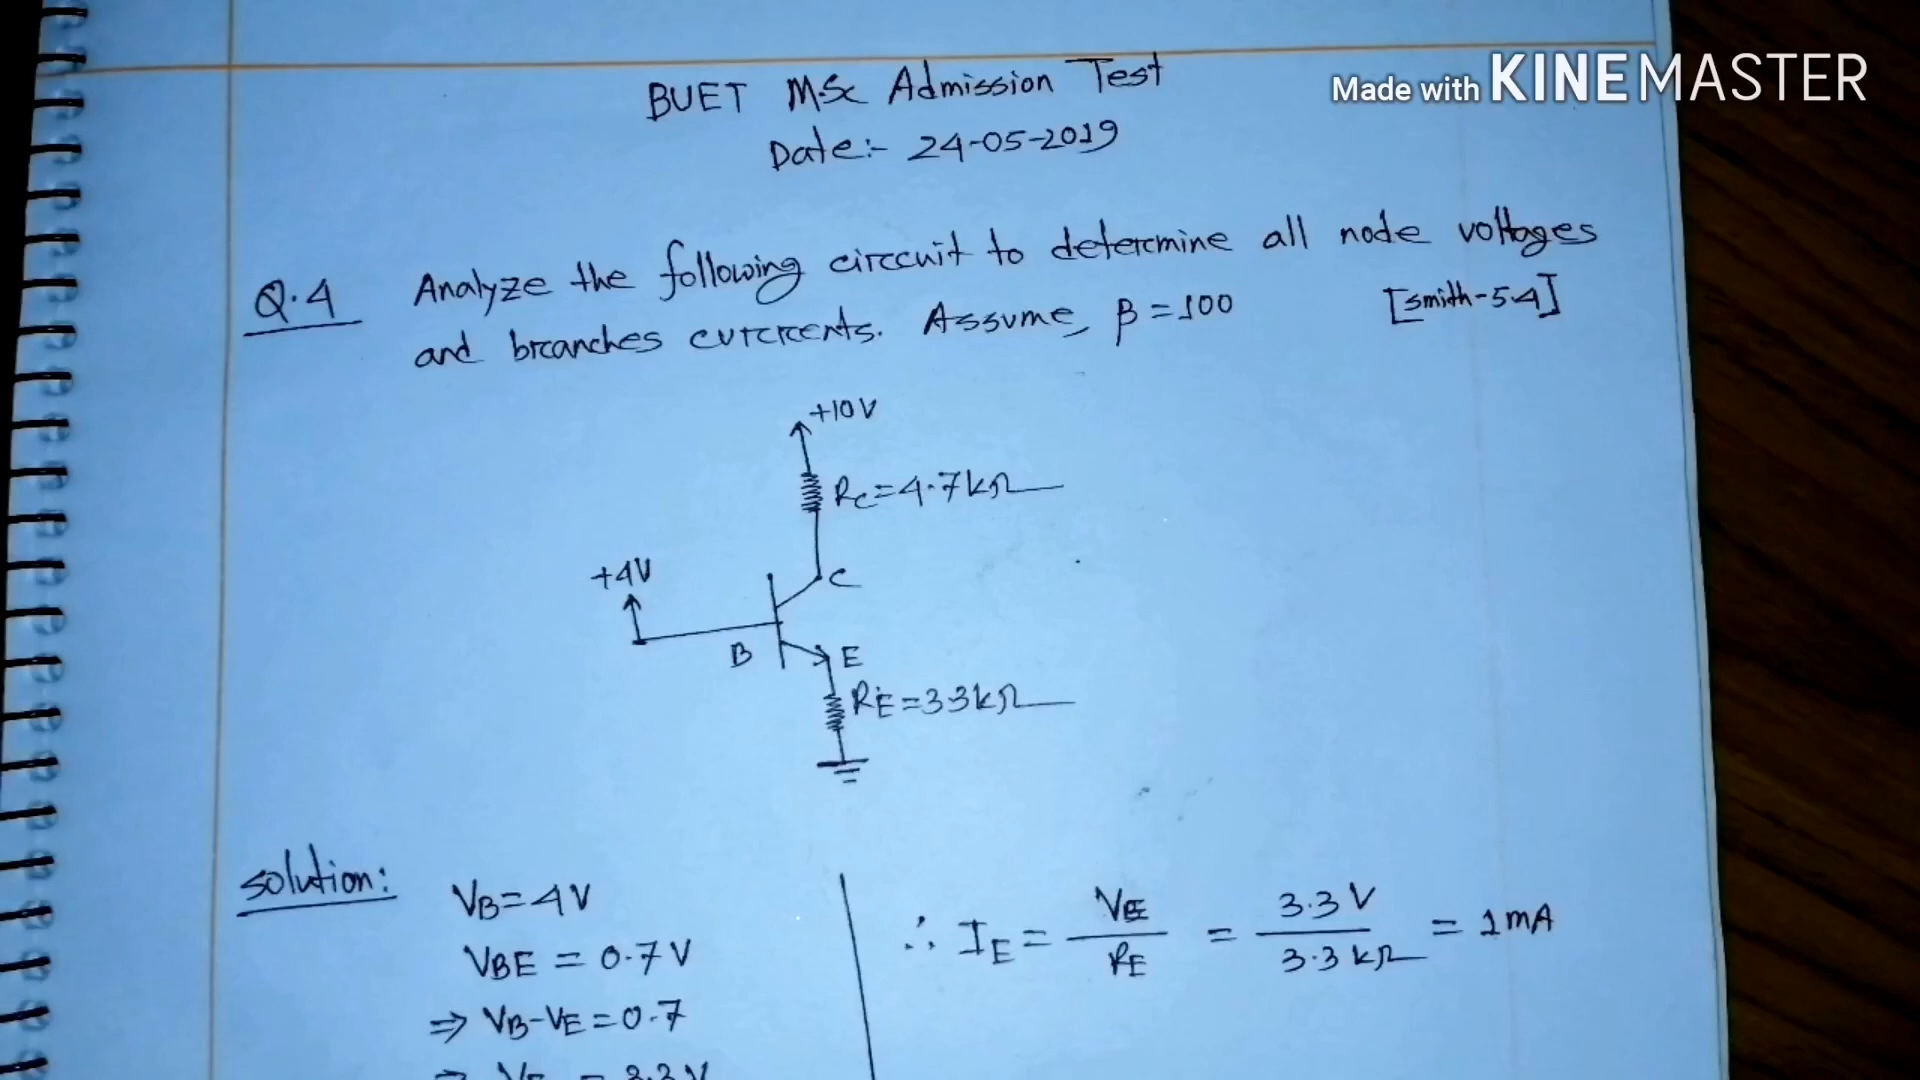 Made with KINEMASTER
BUET M.Sc Admission Test
Date:- 24-05-2019
Q.4 Analyze the following circuit to determine all node voltages
and branches currents. Assume, β=100 [smith-5.4]
+10V
Rc=4.7kΩ
+4V
C
B
E
RE=3.3kΩ
Solution:
VB=4V
VBE = 0.7V
⇒ VB-VE=0.7
∴ IE = VE/RE = 3.3V/3.3kΩ = 1mA